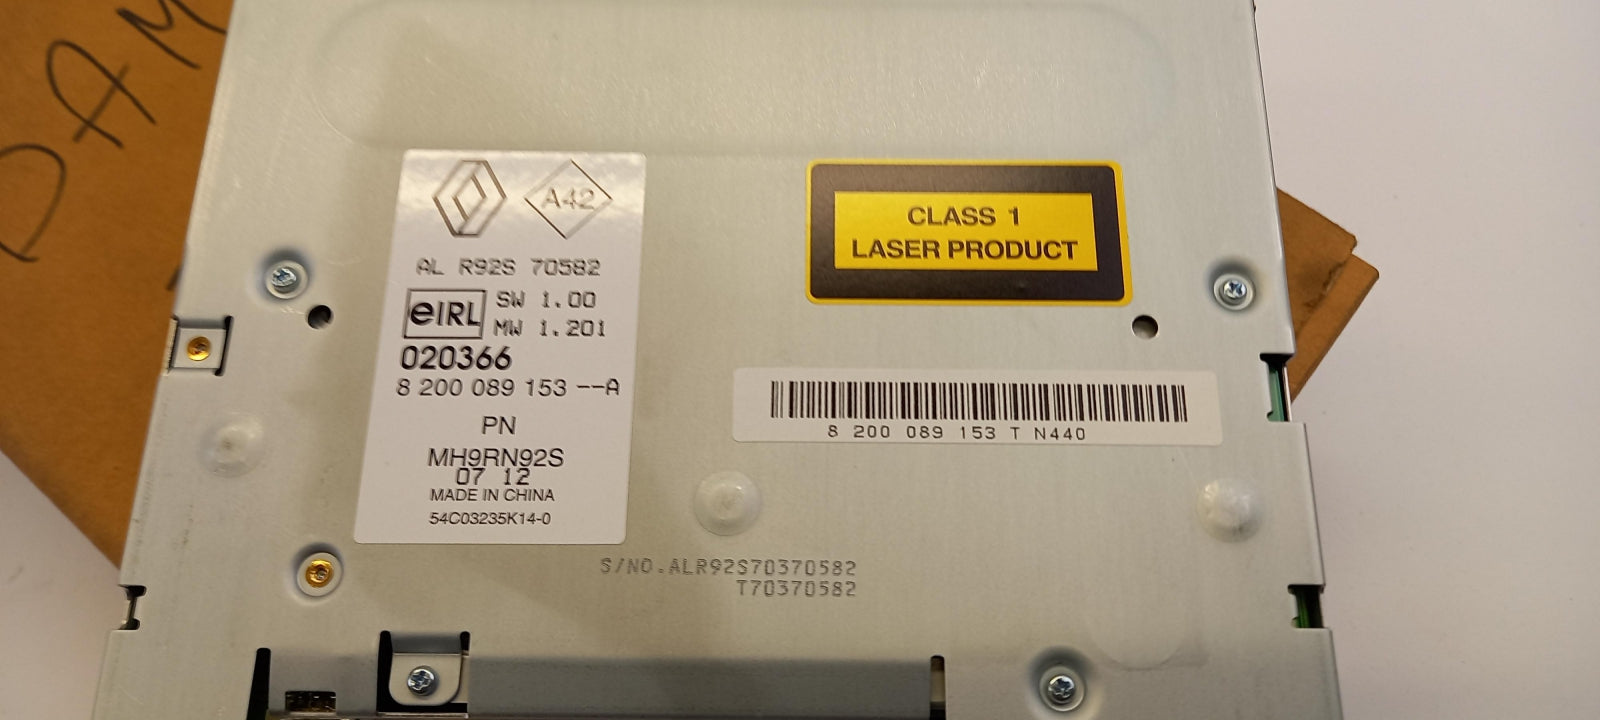 DAM
A42
AL R92S 70582
eIRL SW 1.00
MW 1.201
020366
8 200 089 153 --A
PN
MH9RN92S
07 12
MADE IN CHINA
54C03235K14-0
CLASS 1
LASER PRODUCT
8 200 089 153 T N440
S/NO.ALR92S70370582
T70370582